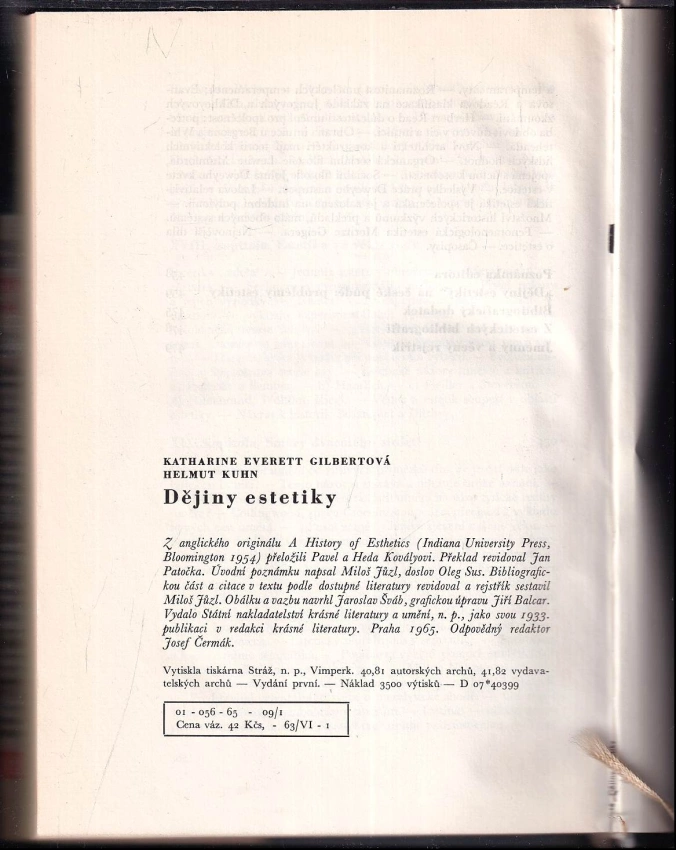 KATHARINE EVERETT GILBERTOVÁ
HELMUT KUHN
Dějiny estetiky
Z anglického originálu A History of Esthetics (Indiana University Press,
Bloomington 1954) přeložili Pavel a Heda Kovályovi. Překlad revidoval Jan
Patočka. Úvodní poznámku napsal Miloš Jůzl, doslov Oleg Sus. Bibliografic-
kou část a citace v textu podle dostupné literatury revidoval a rejstřík sestavil
Miloš Jůzl. Obálku a vazbu navrhl Jaroslav Šváb, grafickou úpravu Jiří Balcar.
Vydalo Státní nakladatelství krásné literatury a umění, n. p., jako svou 1933.
publikaci v redakci krásné literatury. Praha 1965. Odpovědný redaktor
Josef Čermák.
Vytiskla tiskárna Stráž, n. p., Vimperk. 40,81 autorských archů, 41,82 vydava-
telských archů — Vydání první. — Náklad 3500 výtisků — D 07*40399
01 - 056 - 65 - 09/1
Cena váz. 42 Kčs, - 63/VI - 1